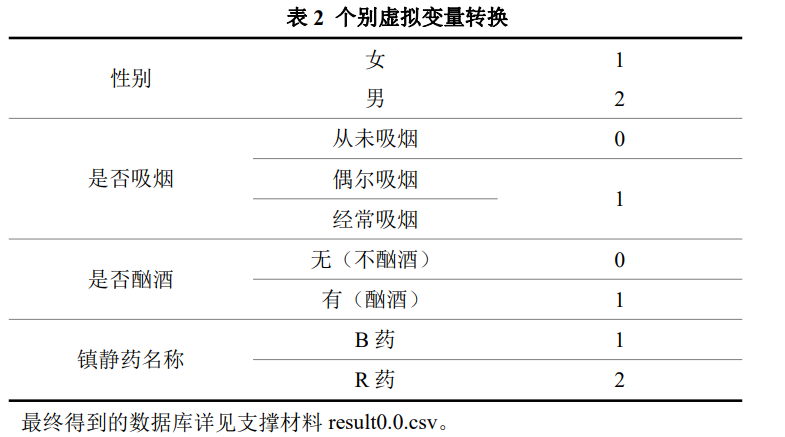 表 2 个别虚拟变量转换
性别 女 1
男 2
是否吸烟 从未吸烟 0
偶尔吸烟 1
经常吸烟
是否酗酒 无（不酗酒） 0
有（酗酒） 1
镇静药名称 B 药 1
R 药 2
最终得到的数据库详见支撑材料 result0.0.csv。